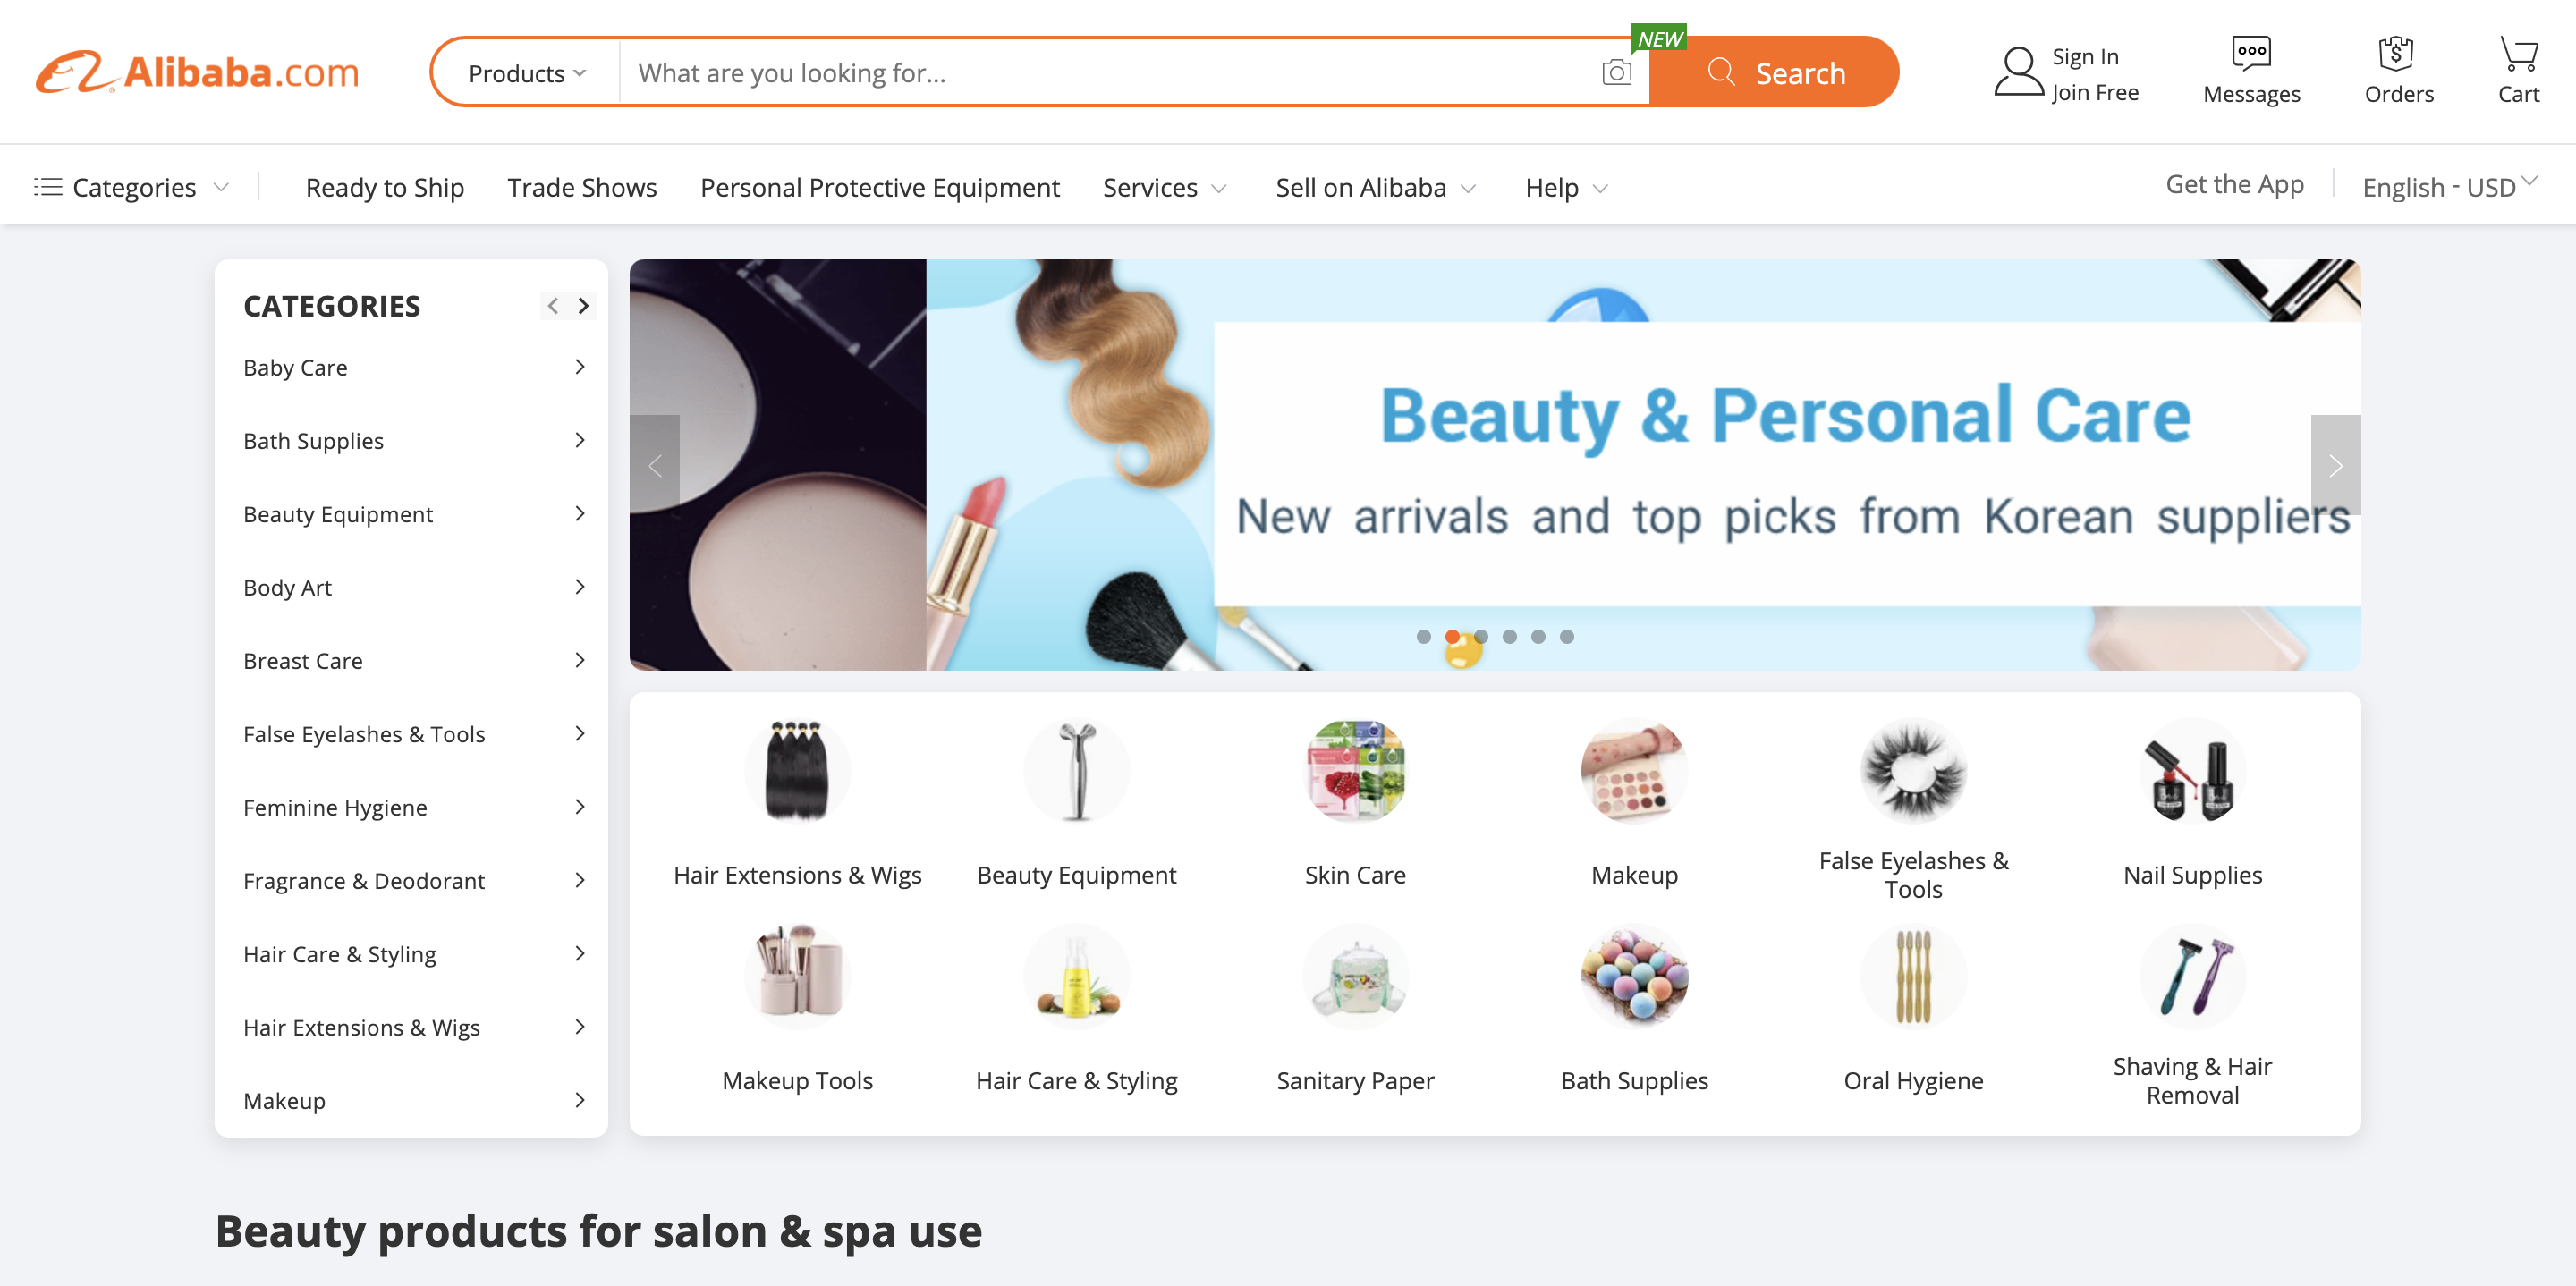 Alibaba.com
Products
What are you looking for...
NEW
Search
Sign In
Join Free
Messages
Orders
Cart
Categories
Ready to Ship
Trade Shows
Personal Protective Equipment
Services
Sell on Alibaba
Help
Get the App
English - USD
CATEGORIES
Baby Care
Bath Supplies
Beauty Equipment
Body Art
Breast Care
False Eyelashes & Tools
Feminine Hygiene
Fragrance & Deodorant
Hair Care & Styling
Hair Extensions & Wigs
Makeup
Beauty & Personal Care
New arrivals and top picks from Korean suppliers
Hair Extensions & Wigs
Beauty Equipment
Skin Care
Makeup
False Eyelashes &
Tools
Nail Supplies
Makeup Tools
Hair Care & Styling
Sanitary Paper
Bath Supplies
Oral Hygiene
Shaving & Hair
Removal
Beauty products for salon & spa use